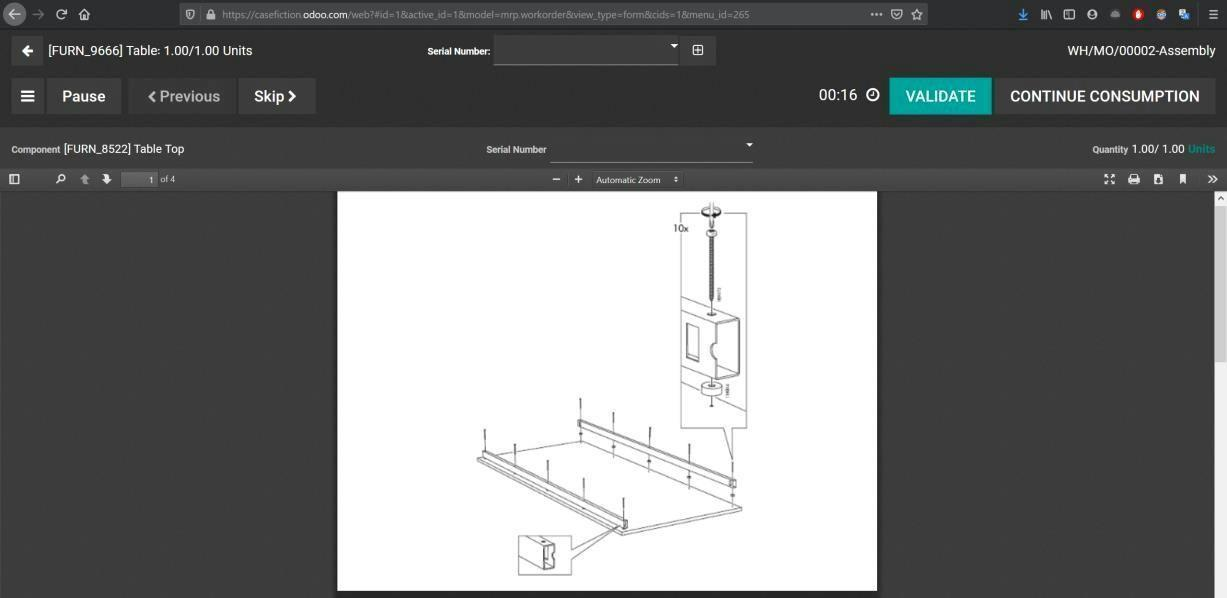 https://casefiction.odoo.com/web?#id=1&active_id=1&model=mrp.workorder&view_type=form&cids=1&menu_id=265
[FURN_9666] Table: 1.00/1.00 Units
Serial Number:
WH/MO/00002-Assembly
Pause
Previous
Skip
00:16
VALIDATE
CONTINUE CONSUMPTION
Component [FURN_8522] Table Top
Serial Number
Quantity 1.00/ 1.00 Units
1 of 4
Automatic Zoom
10x